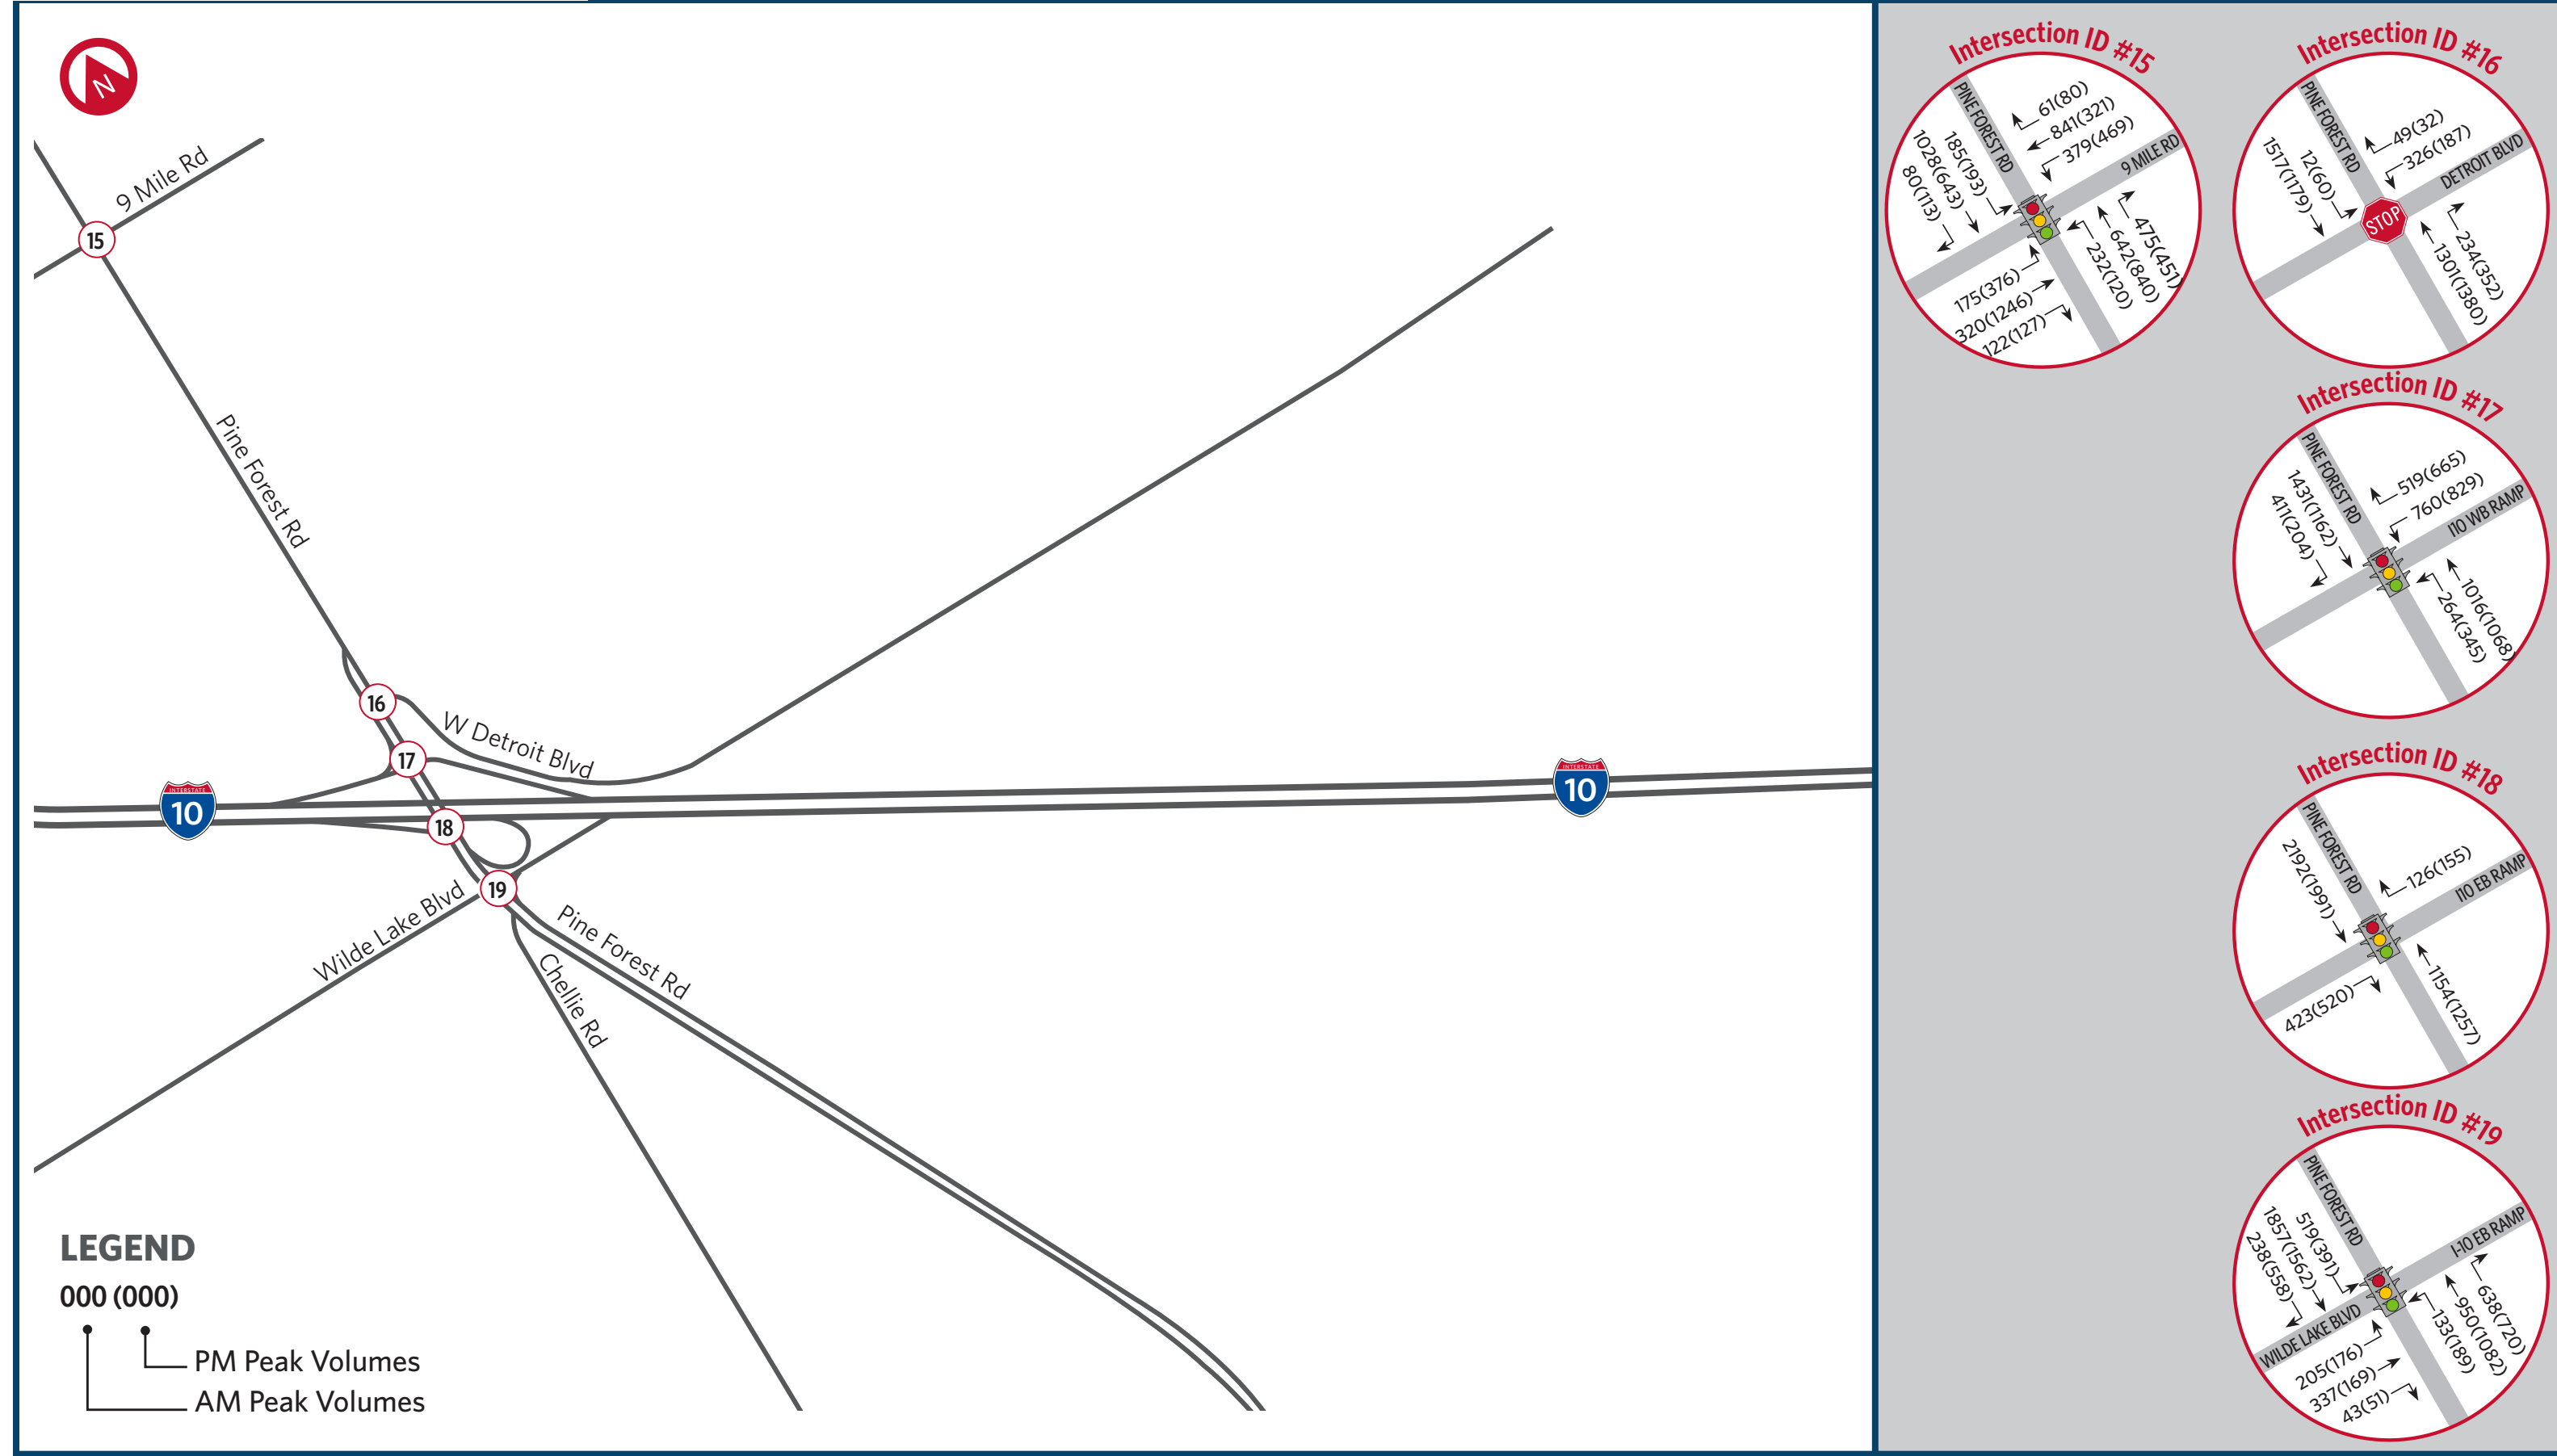 N
9 Mile Rd
15
Pine Forest Rd
16
W Detroit Blvd
17
INTERSTATE
10
INTERSTATE
10
18
19
Wilde Lake Blvd
Pine Forest Rd
Chellie Rd
LEGEND
000 (000)
PM Peak Volumes
AM Peak Volumes
Intersection ID #15
PINE FOREST RD
9 MILE RD
61(80)
841(321)
379(469)
185(193)
1028(643)
80(113)
475(451)
642(840)
232(120)
175(376)
320(1246)
122(127)
Intersection ID #16
PINE FOREST RD
DETROIT BLVD
49(32)
326(187)
12(60)
1517(1179)
STOP
234(352)
1301(1380)
Intersection ID #17
PINE FOREST RD
I10 WB RAMP
519(665)
760(829)
1431(1162)
411(204)
1016(1068)
264(345)
Intersection ID #18
PINE FOREST RD
I10 EB RAMP
126(155)
2192(1991)
423(520)
1154(1257)
Intersection ID #19
PINE FOREST RD
I-10 EB RAMP
WILDE LAKE BLVD
519(391)
1857(1562)
238(558)
638(720)
950(1082)
133(189)
205(176)
337(169)
43(51)